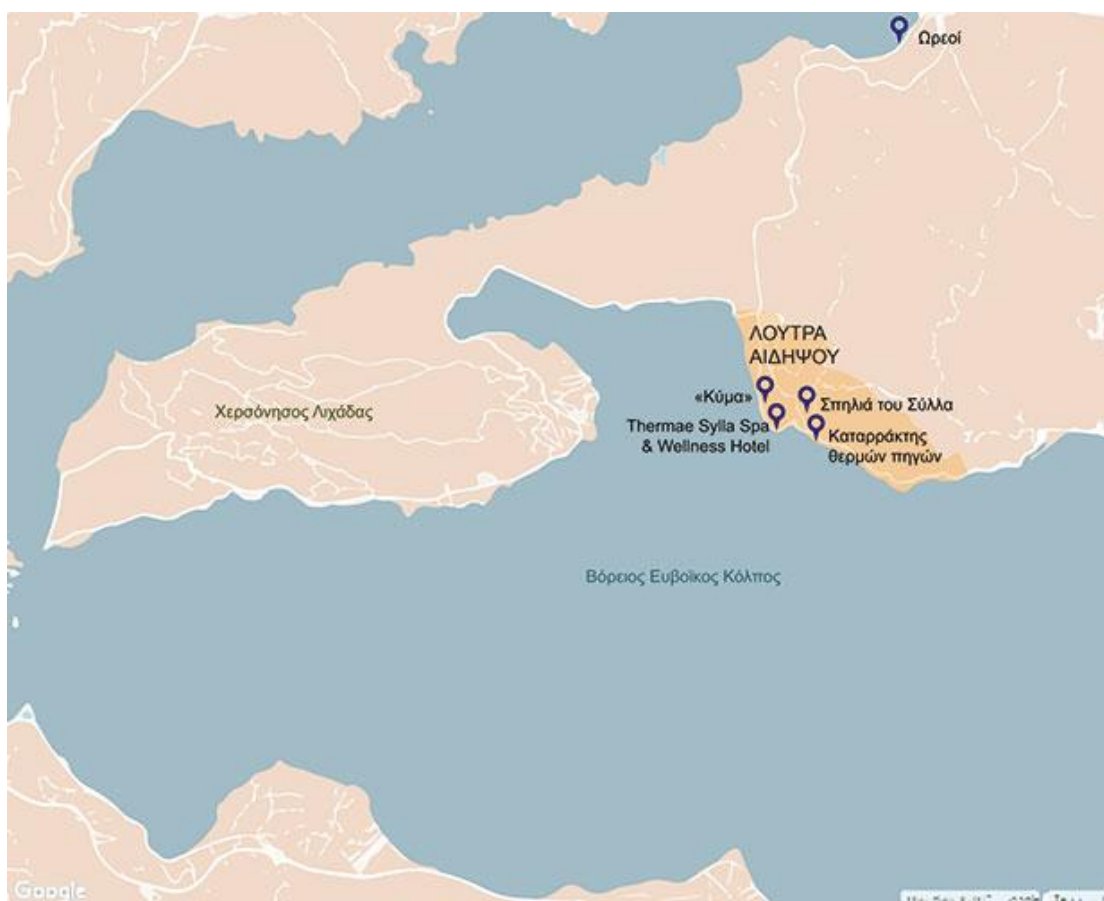 Ωρεοί
ΛΟΥΤΡΑ
ΑΙΔΗΨΟΥ
«Κύμα»
Σπηλιά του Σύλλα
Thermae Sylla Spa
& Wellness Hotel
Καταρράκτης
θερμών πηγών
Χερσόνησος Λιχάδας
Βόρειος Ευβοϊκος Κόλπος
Google